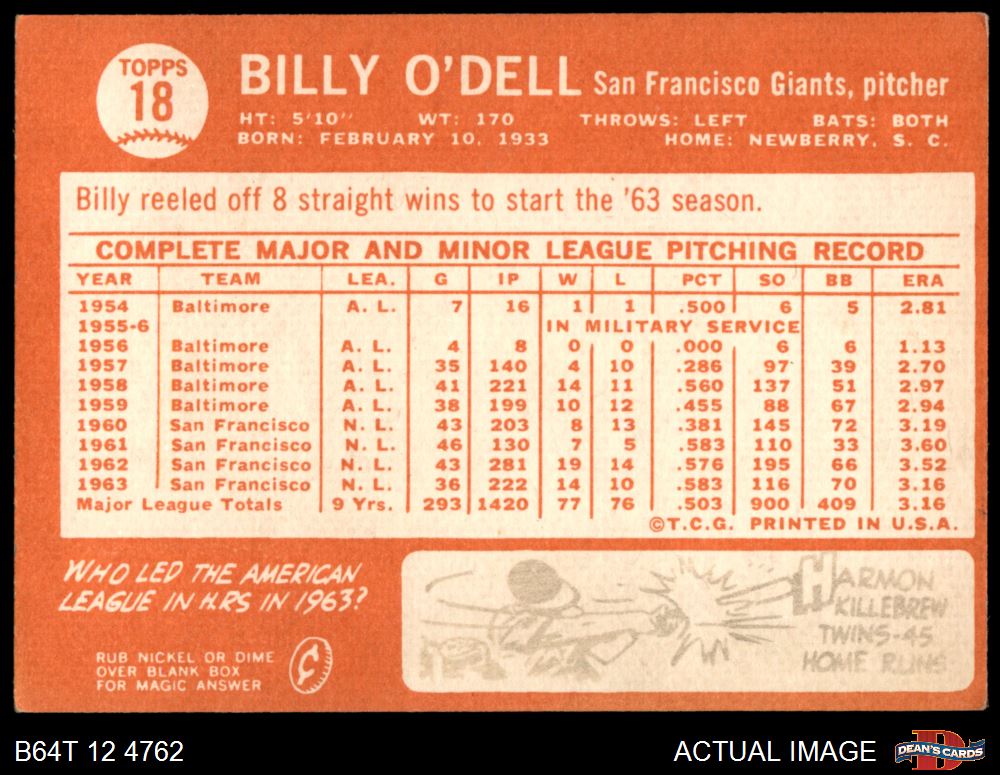 TOPPS
18
BILLY O'DELL San Francisco Giants, pitcher
HT: 5'10" WT: 170 THROWS: LEFT BATS: BOTH
BORN: FEBRUARY 10, 1933 HOME: NEWBERRY, S. C.
Billy reeled off 8 straight wins to start the '63 season.
COMPLETE MAJOR AND MINOR LEAGUE PITCHING RECORD
YEAR TEAM LEA. G IP W L PCT SO BB ERA
1954 Baltimore A. L. 7 16 1 1 .500 6 5 2.81
1955-6 IN MILITARY SERVICE
1956 Baltimore A. L. 4 8 0 0 .000 6 6 1.13
1957 Baltimore A. L. 35 140 4 10 .286 97 39 2.70
1958 Baltimore A. L. 41 221 14 11 .560 137 51 2.97
1959 Baltimore A. L. 38 199 10 12 .455 88 67 2.94
1960 San Francisco N. L. 43 203 8 13 .381 145 72 3.19
1961 San Francisco N. L. 46 130 7 5 .583 110 33 3.60
1962 San Francisco N. L. 43 281 19 14 .576 195 66 3.52
1963 San Francisco N. L. 36 222 14 10 .583 116 70 3.16
Major League Totals 9 Yrs. 293 1420 77 76 .503 900 409 3.16
©T.C.G. PRINTED IN U.S.A.
WHO LED THE AMERICAN
LEAGUE IN H.RS IN 1963?
RUB NICKEL OR DIME
OVER BLANK BOX
FOR MAGIC ANSWER
¢
HARMON
KILLEBREW
TWINS-45
HOME RUNS
B64T 12 4762 ACTUAL IMAGE DEAN'S CARDS